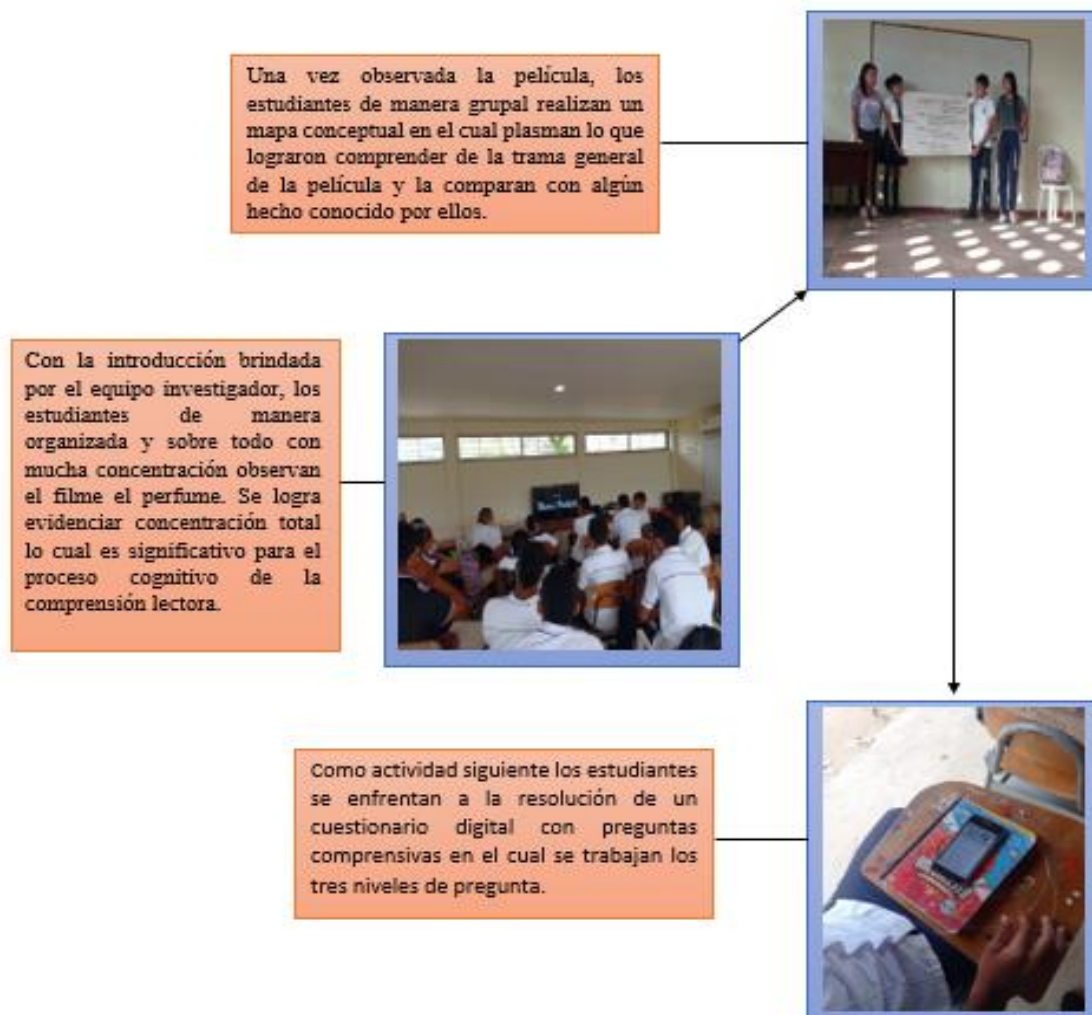 Una vez observada la película, los
estudiantes de manera grupal realizan un
mapa conceptual en el cual plasman lo que
lograron comprender de la trama general
de la película y la comparan con algún
hecho conocido por ellos.
Con la introducción brindada
por el equipo investigador, los
estudiantes de manera
organizada y sobre todo con
mucha concentración observan
el filme el perfume. Se logra
evidenciar concentración total
lo cual es significativo para el
proceso cognitivo de la
comprensión lectora.
Como actividad siguiente los estudiantes
se enfrentan a la resolución de un
cuestionario digital con preguntas
comprensivas en el cual se trabajan los
tres niveles de pregunta.